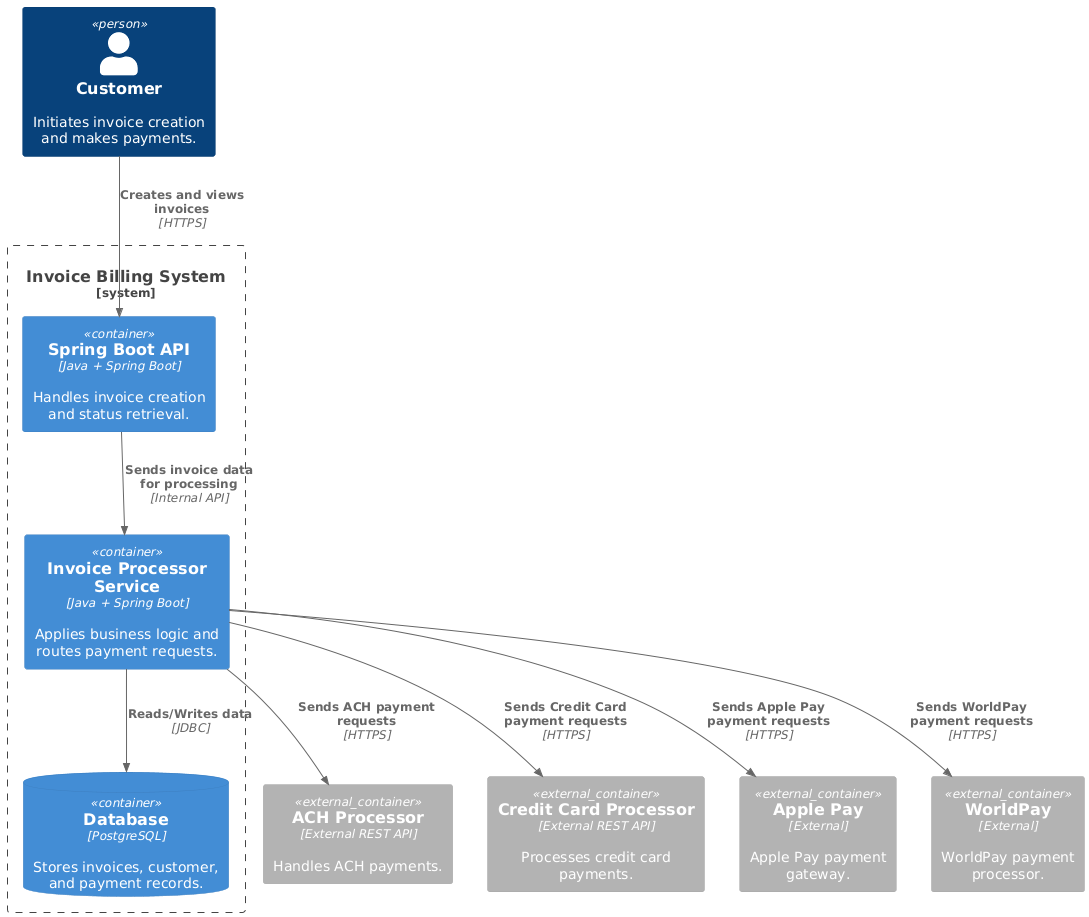 «person»
Customer
Initiates invoice creation
and makes payments.
Creates and views
invoices
[HTTPS]
Invoice Billing System
[system]
«container»
Spring Boot API
[Java + Spring Boot]
Handles invoice creation
and status retrieval.
Sends invoice data
for processing
[Internal API]
«container»
Invoice Processor
Service
[Java + Spring Boot]
Applies business logic and
routes payment requests.
Reads/Writes data
[JDBC]
Sends ACH payment
requests
[HTTPS]
Sends Credit Card
payment requests
[HTTPS]
Sends Apple Pay
payment requests
[HTTPS]
Sends WorldPay
payment requests
[HTTPS]
«container»
Database
[PostgreSQL]
Stores invoices, customer,
and payment records.
«external_container»
ACH Processor
[External REST API]
Handles ACH payments.
«external_container»
Credit Card Processor
[External REST API]
Processes credit card
payments.
«external_container»
Apple Pay
[External]
Apple Pay payment
gateway.
«external_container»
WorldPay
[External]
WorldPay payment
processor.